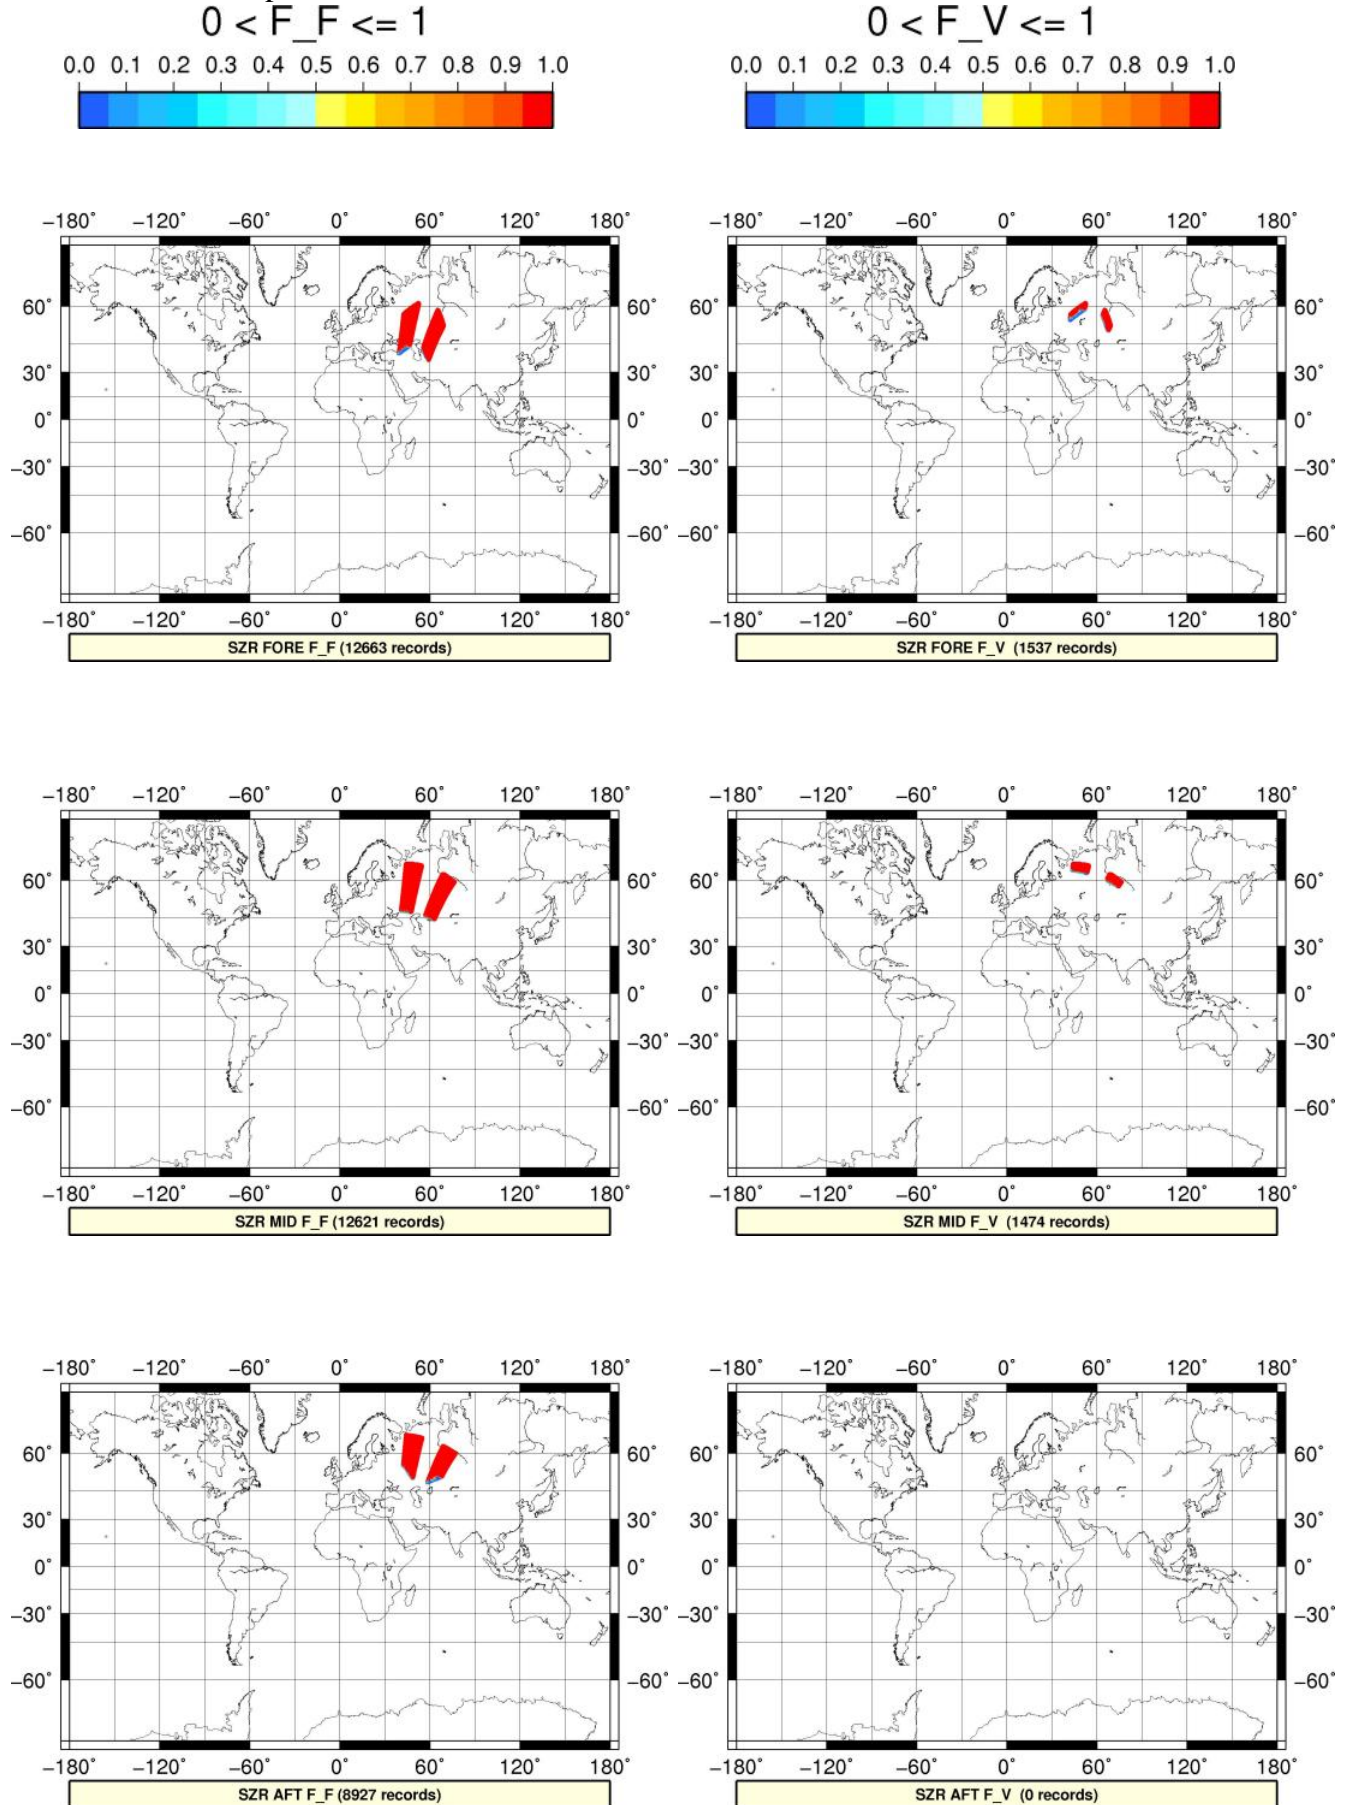 0 < F_F <= 1
0 < F_V <= 1
0.0 0.1 0.2 0.3 0.4 0.5 0.6 0.7 0.8 0.9 1.0
0.0 0.1 0.2 0.3 0.4 0.5 0.6 0.7 0.8 0.9 1.0
−180° −120° −60° 0° 60° 120° 180°
−180° −120° −60° 0° 60° 120° 180°
60° 60° 60°
30° 30° 30°
0° 0° 0°
−30° −30° −30° −30°
−60° −60° −60° −60°
−180° −120° −60° 0° 60° 120° 180°
−180° −120° −60° 0° 60° 120° 180°
SZR FORE F_F (12663 records)
SZR FORE F_V (1537 records)
−180° −120° −60° 0° 60° 120° 180°
−180° −120° −60° 0° 60° 120° 180°
60° 60° 60° 60°
30° 30° 30° 30°
0° 0° 0° 0°
−30° −30° −30° −30°
−60° −60° −60° −60°
−180° −120° −60° 0° 60° 120° 180°
−180° −120° −60° 0° 60° 120° 180°
SZR MID F_F (12621 records)
SZR MID F_V (1474 records)
−180° −120° −60° 0° 60° 120° 180°
−180° −120° −60° 0° 60° 120° 180°
60° 60° 60° 60°
30° 30° 30° 30°
0° 0° 0° 0°
−30° −30° −30° −30°
−60° −60° −60° −60°
−180° −120° −60° 0° 60° 120° 180°
−180° −120° −60° 0° 60° 120° 180°
SZR AFT F_F (8927 records)
SZR AFT F_V (0 records)